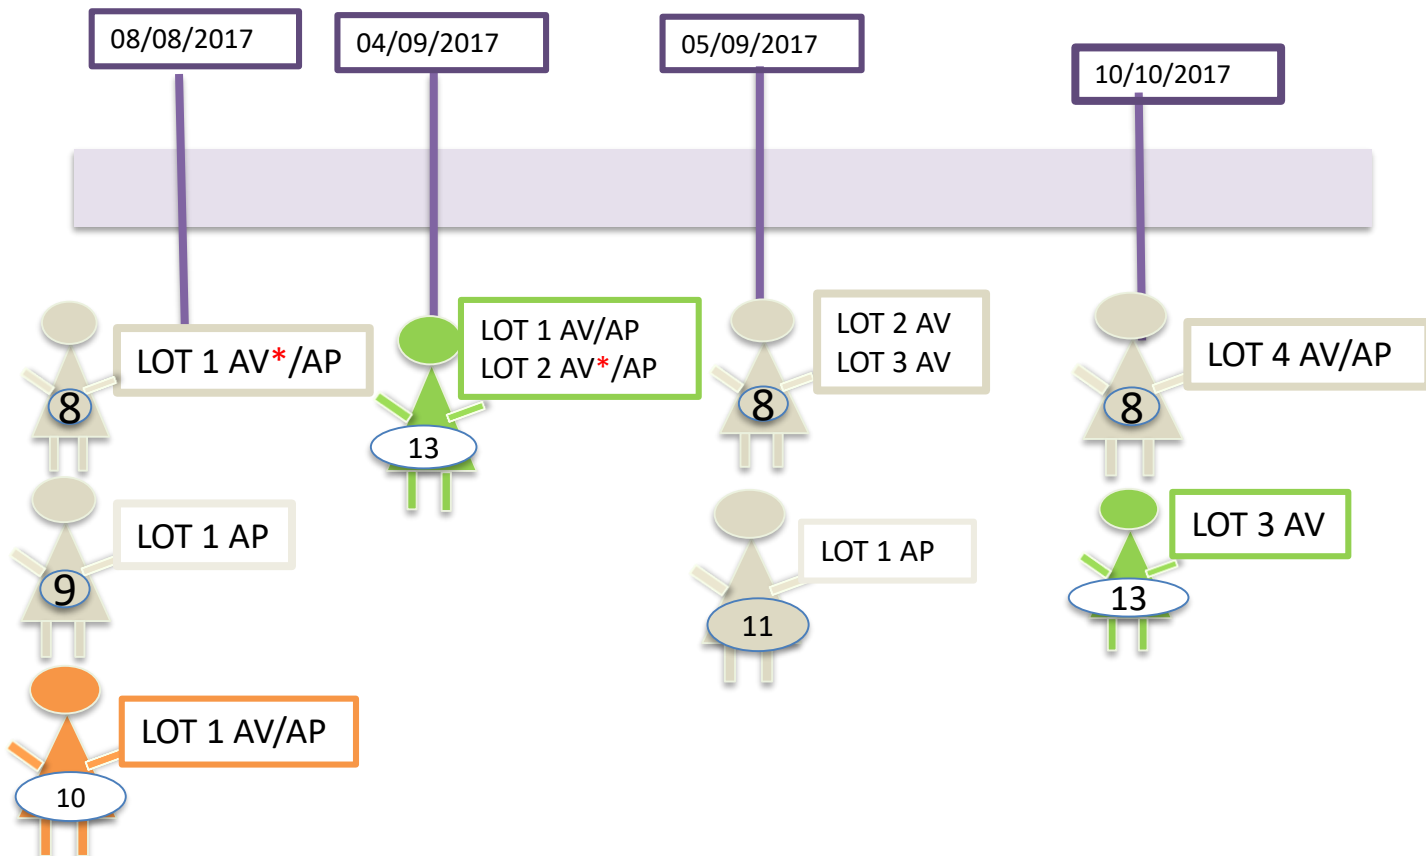 08/08/2017
04/09/2017
05/09/2017
10/10/2017
LOT 1 AV*/AP
8
LOT 1 AP
9
LOT 1 AV/AP
10
LOT 1 AV/AP
LOT 2 AV*/AP
13
LOT 2 AV
LOT 3 AV
8
LOT 1 AP
11
LOT 4 AV/AP
8
LOT 3 AV
13